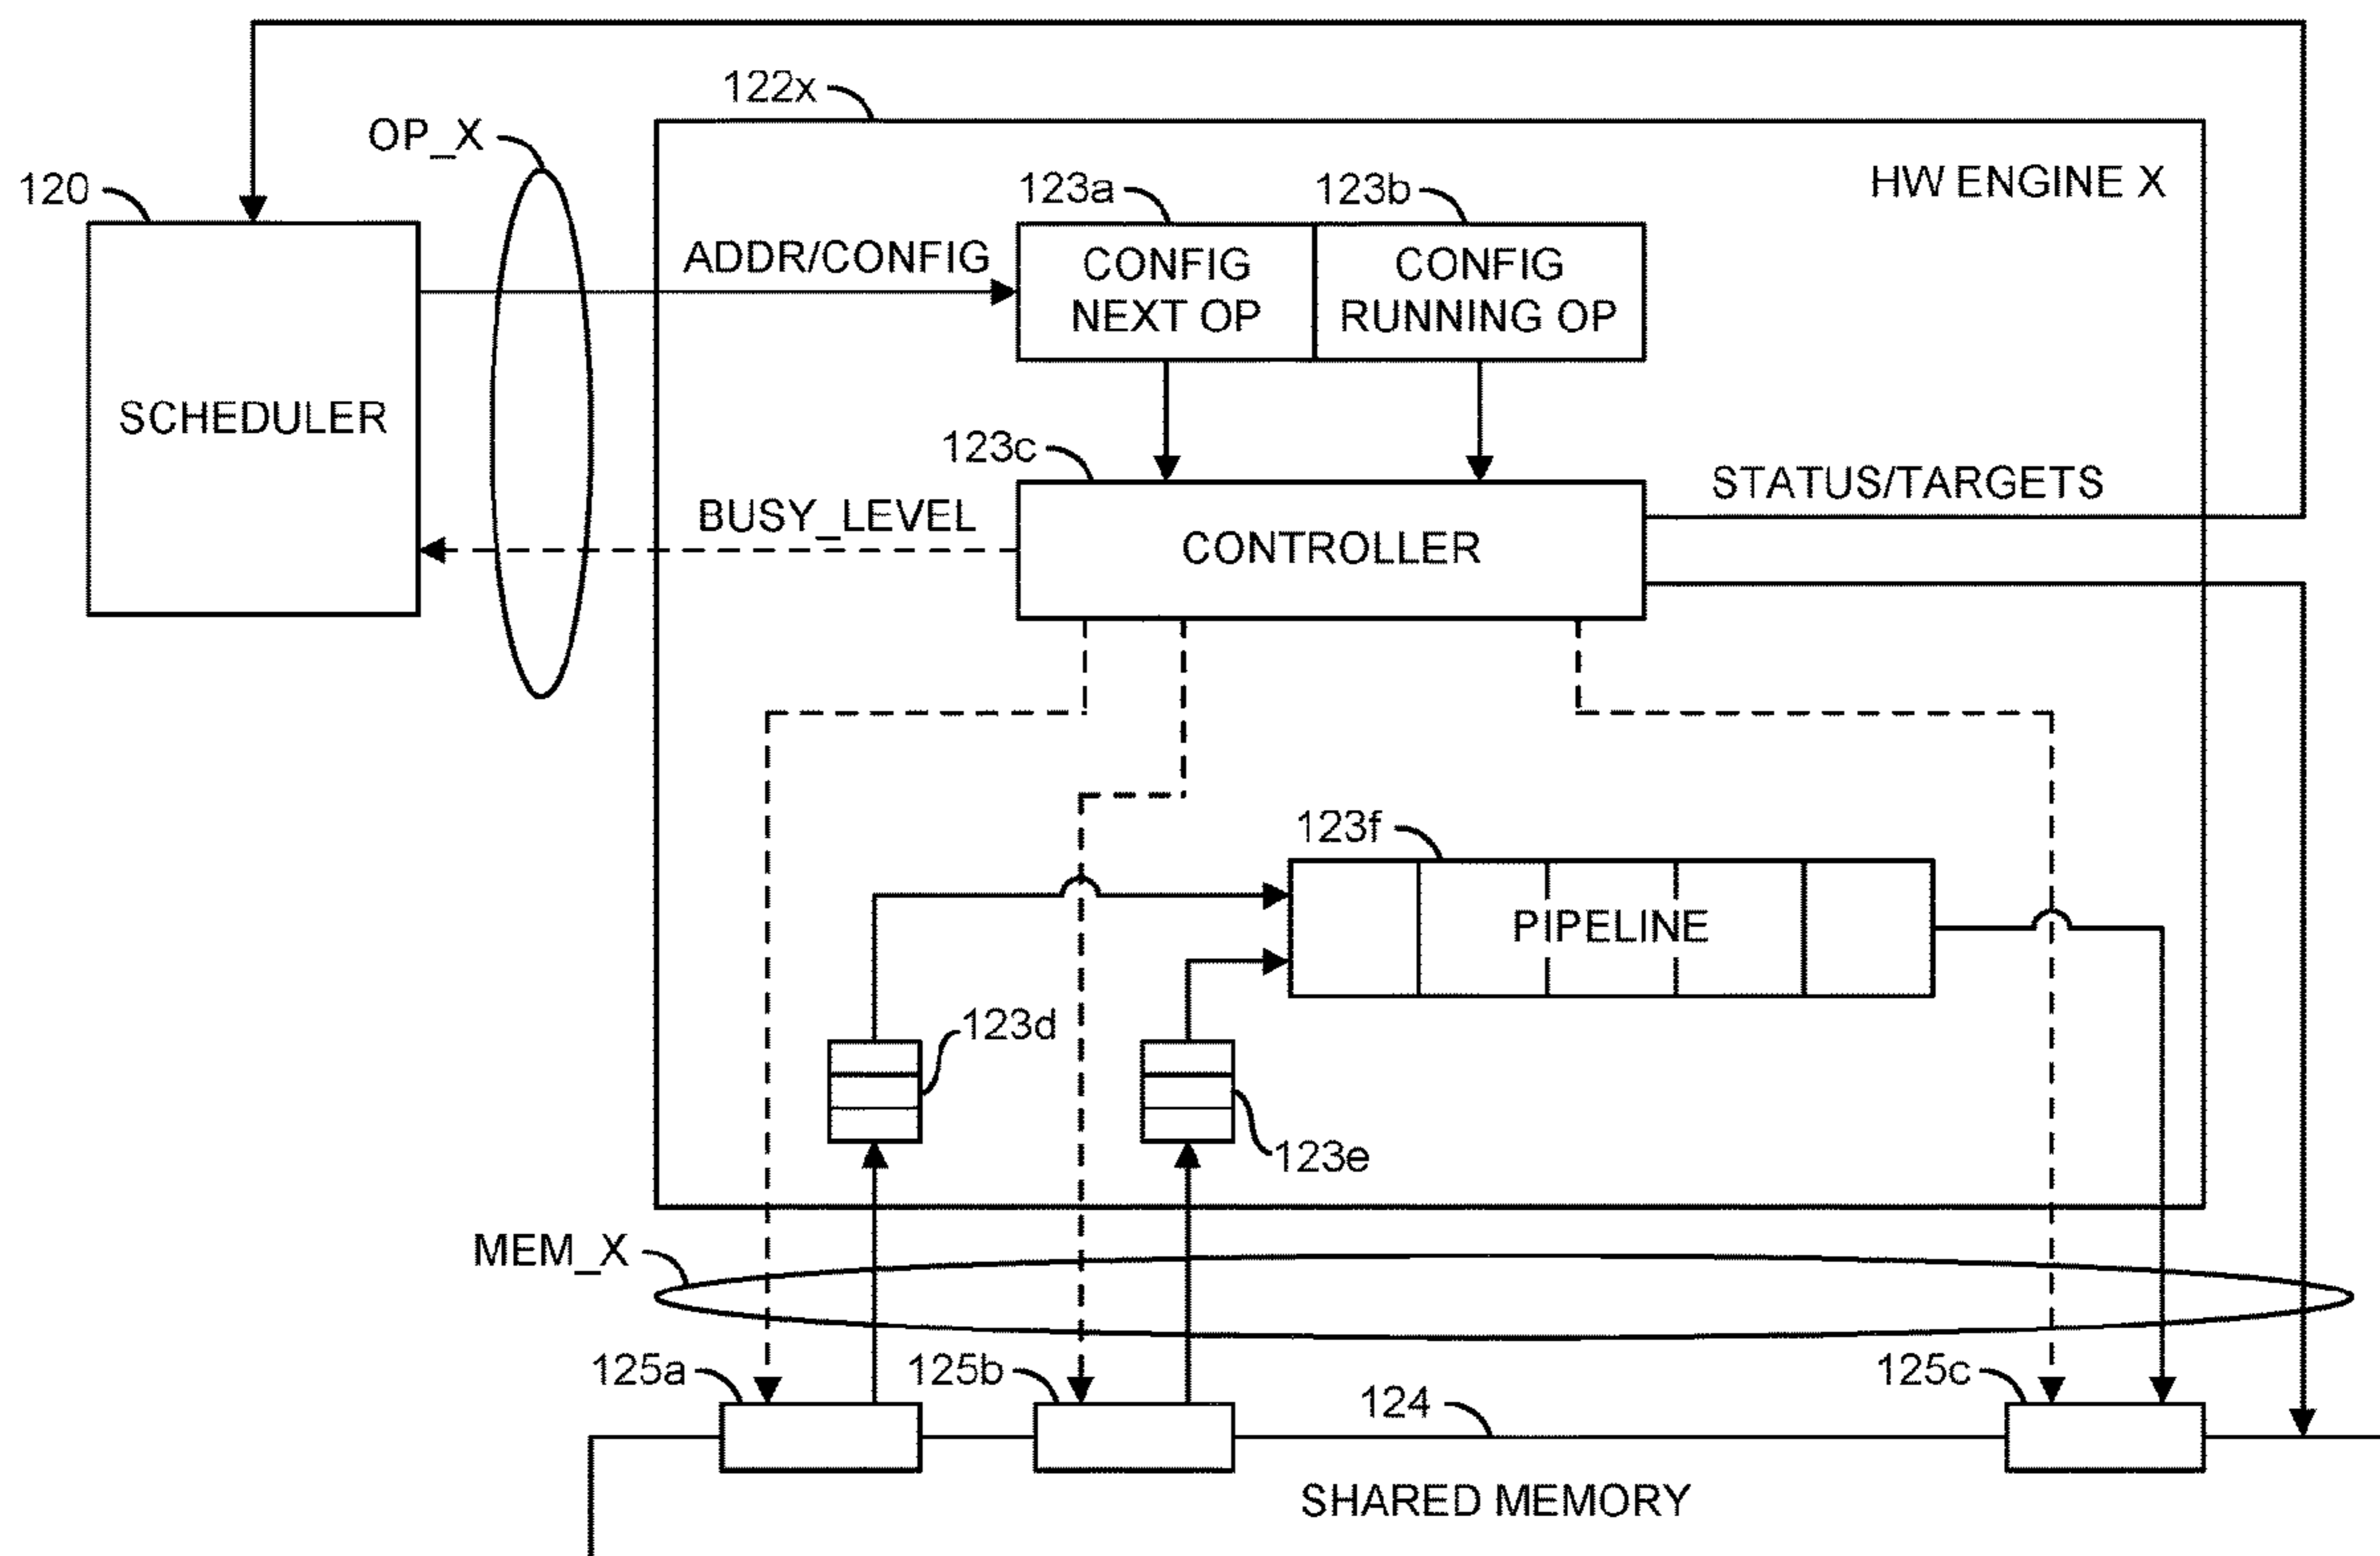 122x
OP_X
120
123a
123b
HW ENGINE X
ADDR/CONFIG
CONFIG
NEXT OP
CONFIG
RUNNING OP
SCHEDULER
123c
STATUS/TARGETS
BUSY_LEVEL
CONTROLLER
123f
PIPELINE
123d
123e
MEM_X
125a
125b
124
125c
SHARED MEMORY